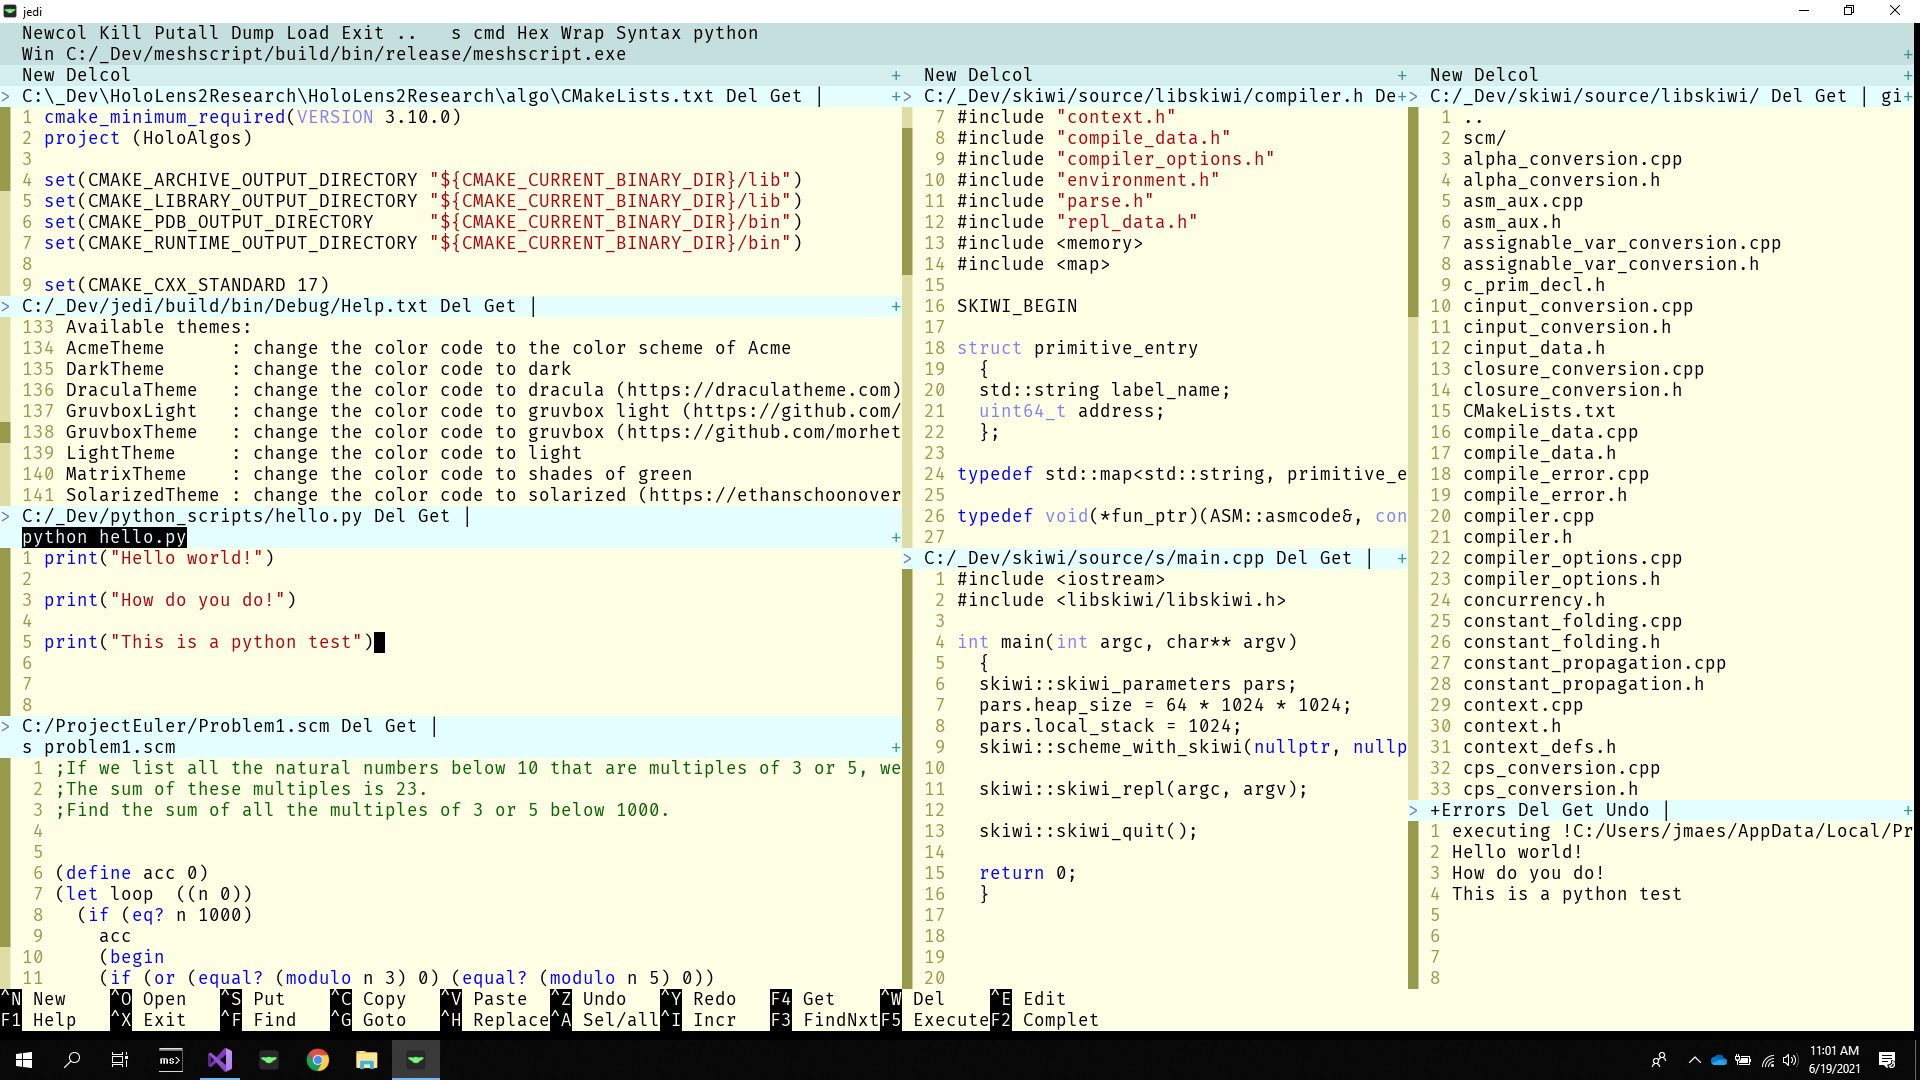 jedi
Newcol Kill Putall Dump Load Exit .. s cmd Hex Wrap Syntax python
Win C:/_Dev/meshscript/build/bin/release/meshscript.exe +
New Delcol +
> C:\_Dev\HoloLens2Research\HoloLens2Research\algo\CMakeLists.txt Del Get | +
1 cmake_minimum_required(VERSION 3.10.0)
2 project (HoloAlgos)
3
4 set(CMAKE_ARCHIVE_OUTPUT_DIRECTORY "${CMAKE_CURRENT_BINARY_DIR}/lib")
5 set(CMAKE_LIBRARY_OUTPUT_DIRECTORY "${CMAKE_CURRENT_BINARY_DIR}/lib")
6 set(CMAKE_PDB_OUTPUT_DIRECTORY     "${CMAKE_CURRENT_BINARY_DIR}/bin")
7 set(CMAKE_RUNTIME_OUTPUT_DIRECTORY "${CMAKE_CURRENT_BINARY_DIR}/bin")
8
9 set(CMAKE_CXX_STANDARD 17)
> C:/_Dev/jedi/build/bin/Debug/Help.txt Del Get | +
133 Available themes:
134 AcmeTheme      : change the color code to the color scheme of Acme
135 DarkTheme      : change the color code to dark
136 DraculaTheme   : change the color code to dracula (https://draculatheme.com)
137 GruvboxLight   : change the color code to gruvbox light (https://github.com/
138 GruvboxTheme   : change the color code to gruvbox (https://github.com/morhet
139 LightTheme     : change the color code to light
140 MatrixTheme    : change the color code to shades of green
141 SolarizedTheme : change the color code to solarized (https://ethanschoonover
> C:/_Dev/python_scripts/hello.py Del Get |
python hello.py +
1 print("Hello world!")
2
3 print("How do you do!")
4
5 print("This is a python test")
6
7
8
> C:/ProjectEuler/Problem1.scm Del Get |
s problem1.scm +
1 ;If we list all the natural numbers below 10 that are multiples of 3 or 5, we
2 ;The sum of these multiples is 23.
3 ;Find the sum of all the multiples of 3 or 5 below 1000.
4
5
6 (define acc 0)
7 (let loop  ((n 0))
8   (if (eq? n 1000)
9     acc
10     (begin
11     (if (or (equal? (modulo n 3) 0) (equal? (modulo n 5) 0))
New Delcol +
> C:/_Dev/skiwi/source/libskiwi/compiler.h De+
7 #include "context.h"
8 #include "compile_data.h"
9 #include "compiler_options.h"
10 #include "environment.h"
11 #include "parse.h"
12 #include "repl_data.h"
13 #include <memory>
14 #include <map>
15
16 SKIWI_BEGIN
17
18 struct primitive_entry
19   {
20   std::string label_name;
21   uint64_t address;
22   };
23
24 typedef std::map<std::string, primitive_e
25
26 typedef void(*fun_ptr)(ASM::asmcode&, con
27
> C:/_Dev/skiwi/source/s/main.cpp Del Get | +
1 #include <iostream>
2 #include <libskiwi/libskiwi.h>
3
4 int main(int argc, char** argv)
5   {
6   skiwi::skiwi_parameters pars;
7   pars.heap_size = 64 * 1024 * 1024;
8   pars.local_stack = 1024;
9   skiwi::scheme_with_skiwi(nullptr, nullp
10
11   skiwi::skiwi_repl(argc, argv);
12
13   skiwi::skiwi_quit();
14
15   return 0;
16   }
17
18
19
20
New Delcol +
> C:/_Dev/skiwi/source/libskiwi/ Del Get | gi+
1 ..
2 scm/
3 alpha_conversion.cpp
4 alpha_conversion.h
5 asm_aux.cpp
6 asm_aux.h
7 assignable_var_conversion.cpp
8 assignable_var_conversion.h
9 c_prim_decl.h
10 cinput_conversion.cpp
11 cinput_conversion.h
12 cinput_data.h
13 closure_conversion.cpp
14 closure_conversion.h
15 CMakeLists.txt
16 compile_data.cpp
17 compile_data.h
18 compile_error.cpp
19 compile_error.h
20 compiler.cpp
21 compiler.h
22 compiler_options.cpp
23 compiler_options.h
24 concurrency.h
25 constant_folding.cpp
26 constant_folding.h
27 constant_propagation.cpp
28 constant_propagation.h
29 context.cpp
30 context.h
31 context_defs.h
32 cps_conversion.cpp
33 cps_conversion.h
> +Errors Del Get Undo | +
1 executing !C:/Users/jmaes/AppData/Local/Pr
2 Hello world!
3 How do you do!
4 This is a python test
5
6
7
8
^N New ^O Open ^S Put ^C Copy ^V Paste ^Z Undo ^Y Redo F4 Get ^W Del ^E Edit
F1 Help ^X Exit ^F Find ^G Goto ^H Replace ^A Sel/all ^I Incr F3 FindNxt F5 Execute F2 Complet
ms>
11:01 AM
6/19/2021